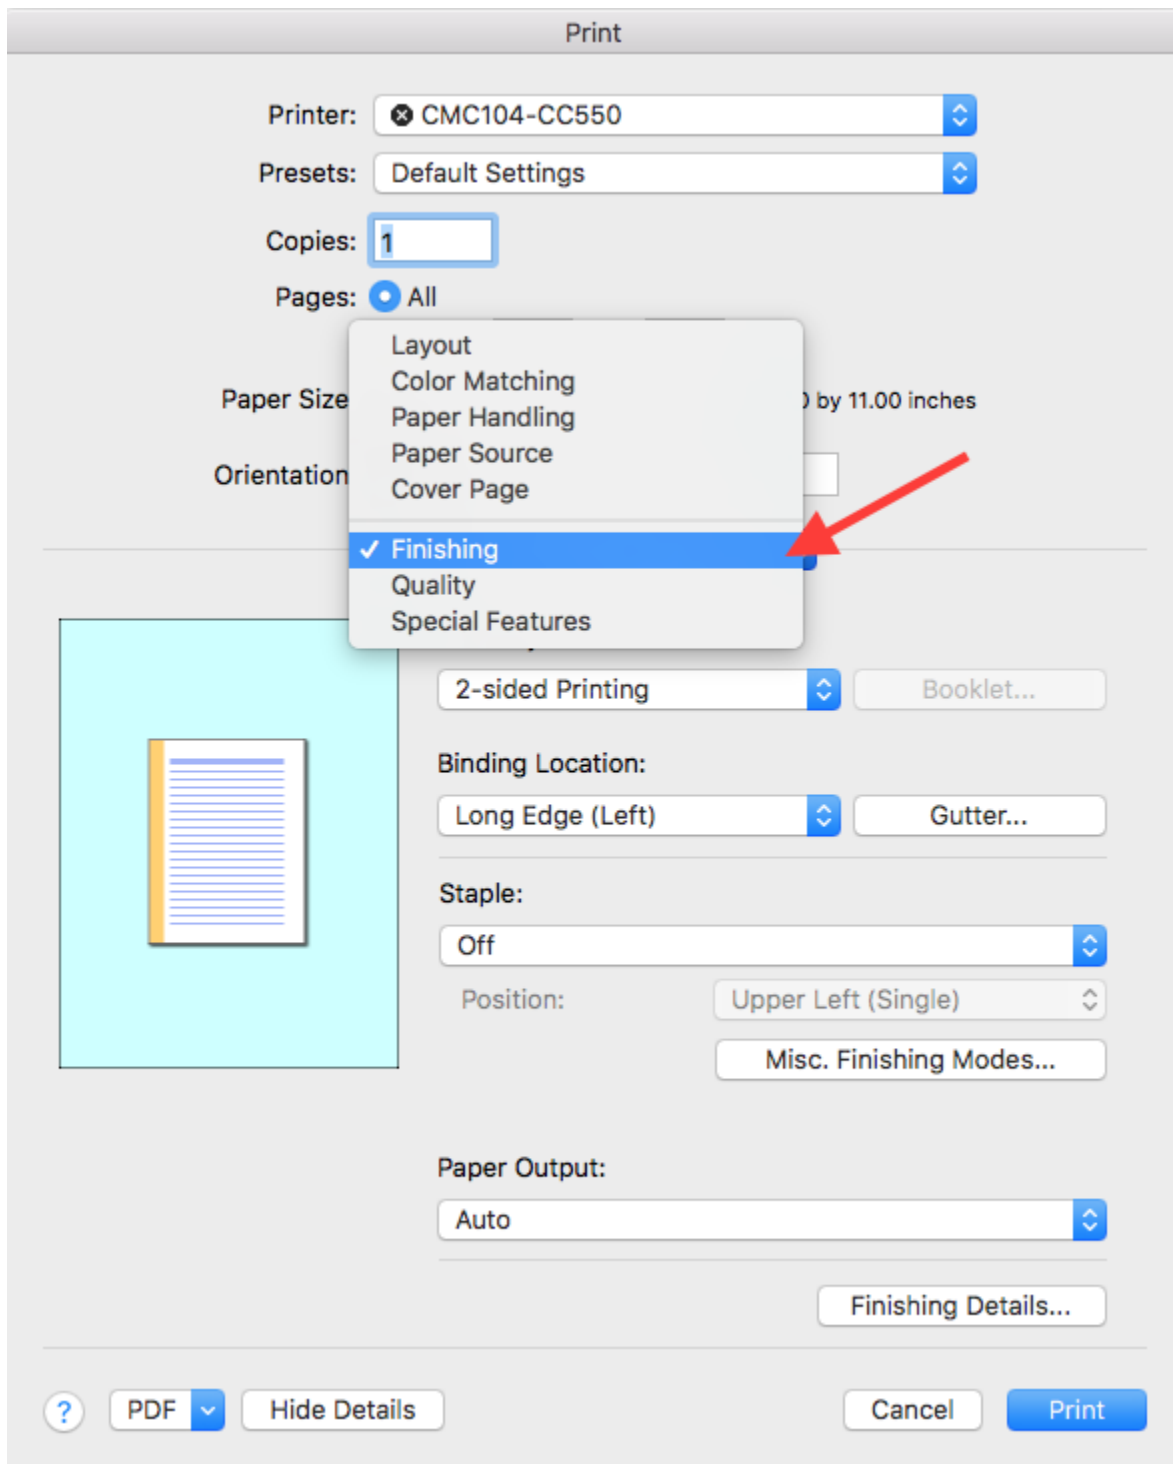 Print
Printer: CMC104-CC550
Presets: Default Settings
Copies: 1
Pages: All
Layout
Color Matching
Paper Handling
Paper Source
Cover Page
Paper Size by 11.00 inches
Orientation
✓ Finishing
Quality
Special Features
2-sided Printing Booklet...
Binding Location:
Long Edge (Left) Gutter...
Staple:
Off
Position: Upper Left (Single)
Misc. Finishing Modes...
Paper Output:
Auto
Finishing Details...
? PDF Hide Details Cancel Print